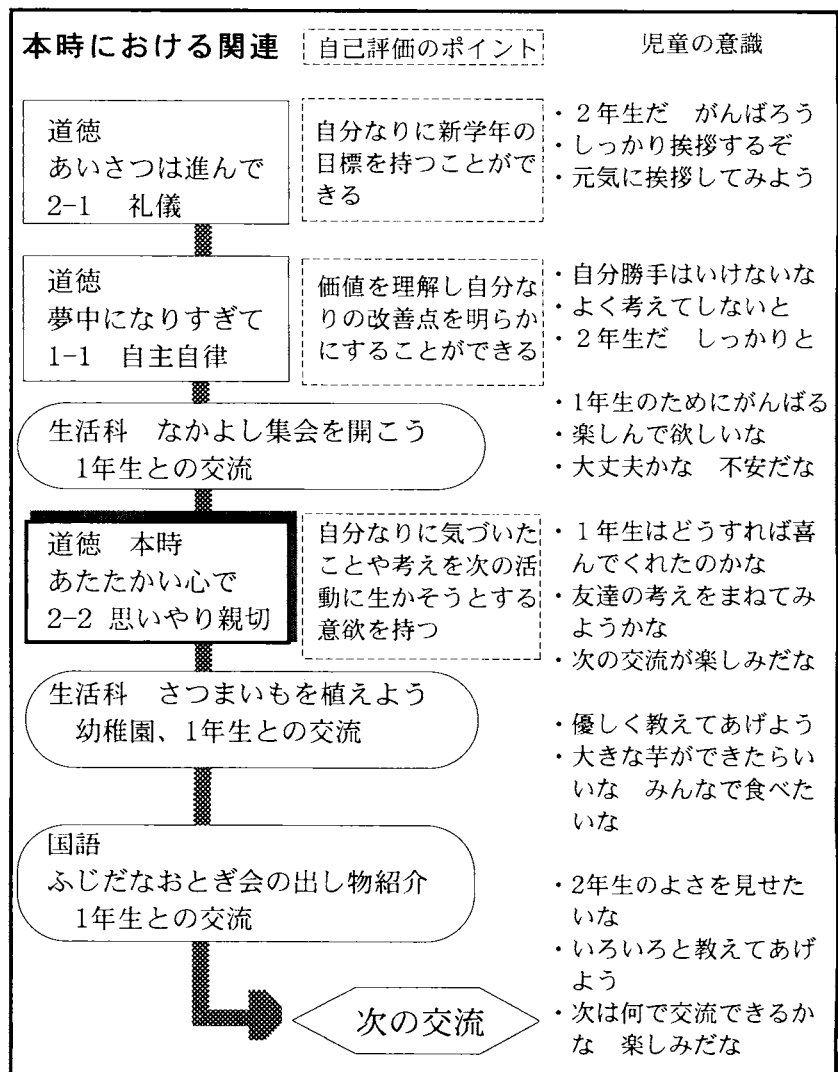 本時における関連
自己評価のポイント
児童の意識
道徳
あいさつは進んで
2-1 礼儀
自分なりに新学年の
目標を持つことがで
きる
・2年生だ がんばろう
・しっかり挨拶するぞ
・元気に挨拶してみよう
道徳
夢中になりすぎて
1-1 自主自律
価値を理解し自分な
りの改善点を明らか
にすることができる
・自分勝手はいけないな
・よく考えてしないと
・2年生だ しっかりと
生活科 なかよし集会を開こう
1年生との交流
・1年生のためにがんばる
・楽しんで欲しいな
・大丈夫かな 不安だな
道徳 本時
あたたかい心で
2-2 思いやり親切
自分なりに気づいた
ことや考えを次の活
動に生かそうとする
意欲を持つ
・1年生はどうすれば喜
んでくれたのかな
・友達の考えをまねてみ
ようかな
・次の交流が楽しみだな
生活科 さつまいもを植えよう
幼稚園、1年生との交流
・優しく教えてあげよう
・大きな芋ができたらい
いな みんなで食べた
いな
国語
ふじだなおとぎ会の出し物紹介
1年生との交流
・2年生のよさを見せた
いな
・いろいろと教えてあげ
よう
・次は何で交流できるか
な 楽しみだな
次の交流